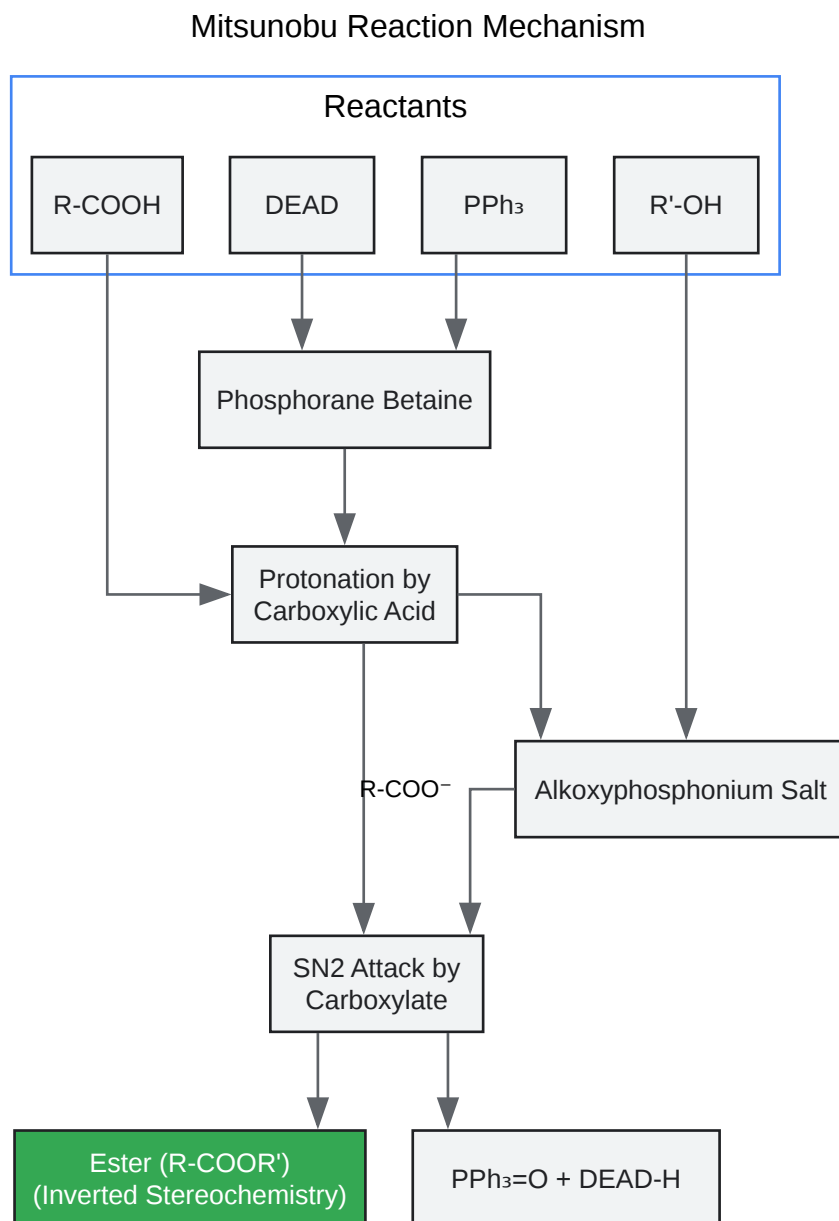 Mitsunobu Reaction Mechanism
Reactants
R-COOH
DEAD
PPh₃
R'-OH
Phosphorane Betaine
Protonation by
Carboxylic Acid
R-COO⁻
Alkoxyphosphonium Salt
SN2 Attack by
Carboxylate
Ester (R-COOR')
(Inverted Stereochemistry)
PPh₃=O + DEAD-H